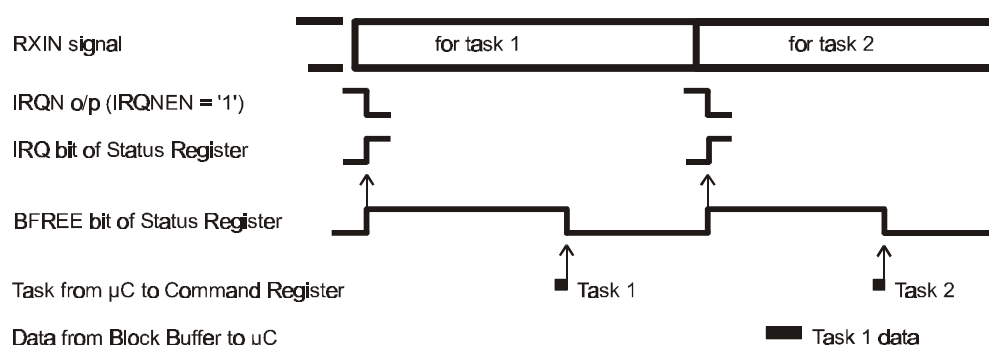 RXIN signal for task 1 for task 2
IRQN o/p (IRQNEN = '1')
IRQ bit of Status Register
BFREE bit of Status Register
Task from µC to Command Register Task 1 Task 2
Data from Block Buffer to µC Task 1 data